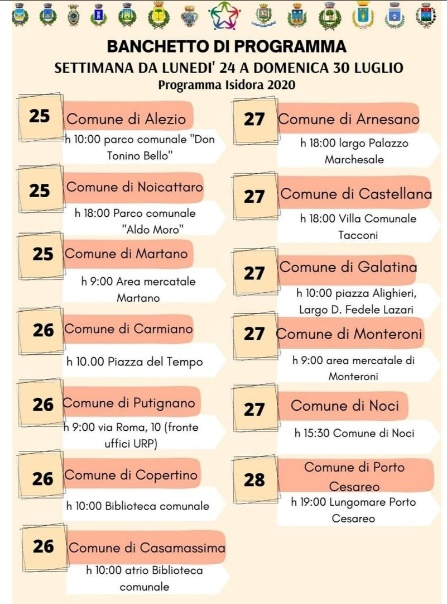 BANCHETTO DI PROGRAMMA
SETTIMANA DA LUNEDI' 24 A DOMENICA 30 LUGLIO
Programma Isidora 2020
25
Comune di Alezio
h 10:00 parco comunale "Don
Tonino Bello"
25
Comune di Noicattaro
h 18:00 Parco comunale
"Aldo Moro"
25
Comune di Martano
h 9:00 Area mercatale
Martano
26
Comune di Carmiano
h 10.00 Piazza del Tempo
26
Comune di Putignano
h 9:00 via Roma, 10 (fronte
uffici URP)
26
Comune di Copertino
h 10:00 Biblioteca comunale
26
Comune di Casamassima
h 10:00 atrio Biblioteca
comunale
27
Comune di Arnesano
h 18:00 largo Palazzo
Marchesale
27
Comune di Castellana
h 18:00 Villa Comunale
Tacconi
27
Comune di Galatina
h 10:00 piazza Alighieri,
Largo D. Fedele Lazari
27
Comune di Monteroni
h 9:00 area mercatale di
Monteroni
27
Comune di Noci
h 15:30 Comune di Noci
28
Comune di Porto
Cesareo
h 19:00 Lungomare Porto
Cesareo